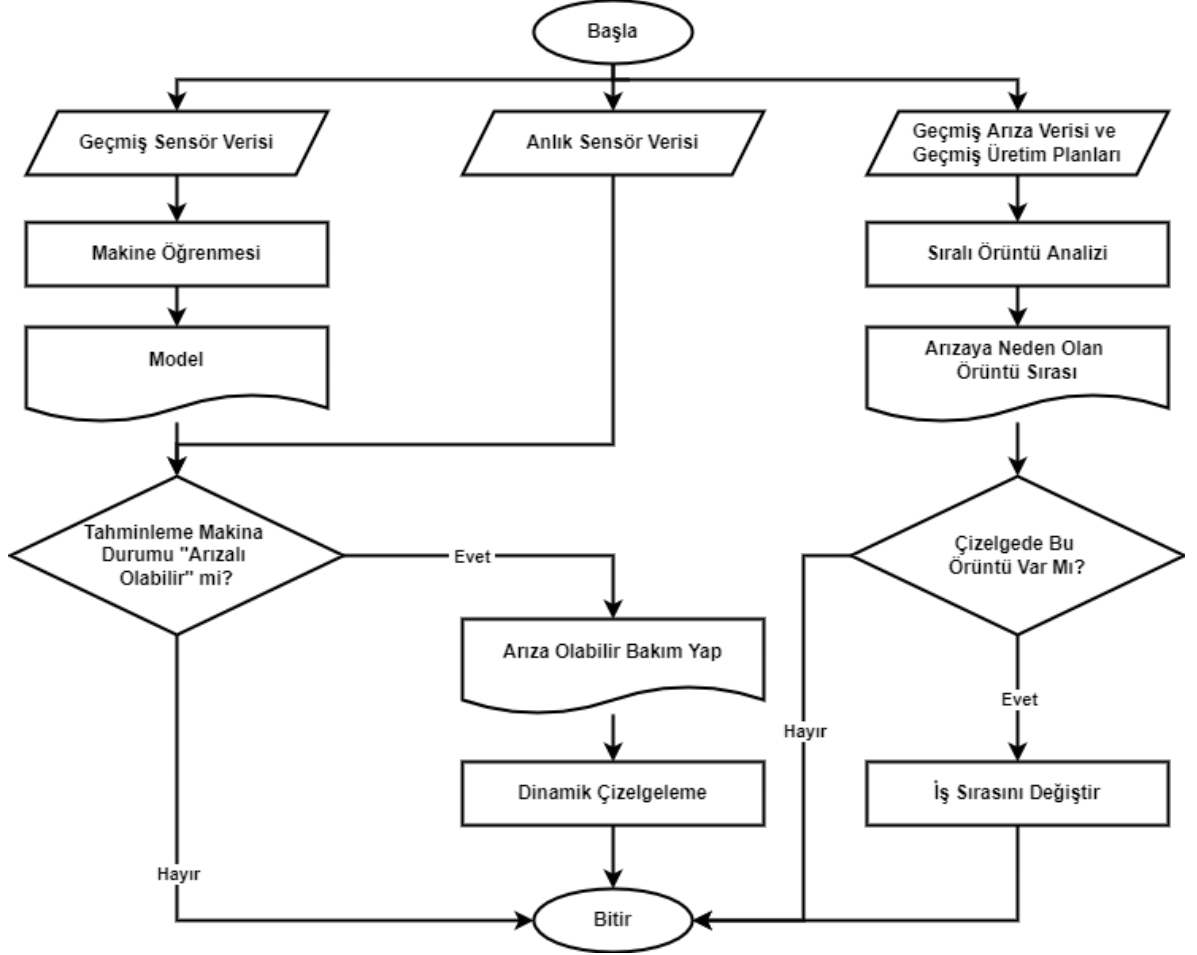 Başla
Geçmiş Sensör Verisi
Anlık Sensör Verisi
Geçmiş Arıza Verisi ve
Geçmiş Üretim Planları
Makine Öğrenmesi
Sıralı Örüntü Analizi
Model
Arızaya Neden Olan
Örüntü Sırası
Tahminleme Makina
Durumu "Arızalı
Olabilir" mi?
Evet
Çizelgede Bu
Örüntü Var Mı?
Arıza Olabilir Bakım Yap
Evet
Hayır
Dinamik Çizelgeleme
İş Sırasını Değiştir
Hayır
Bitir